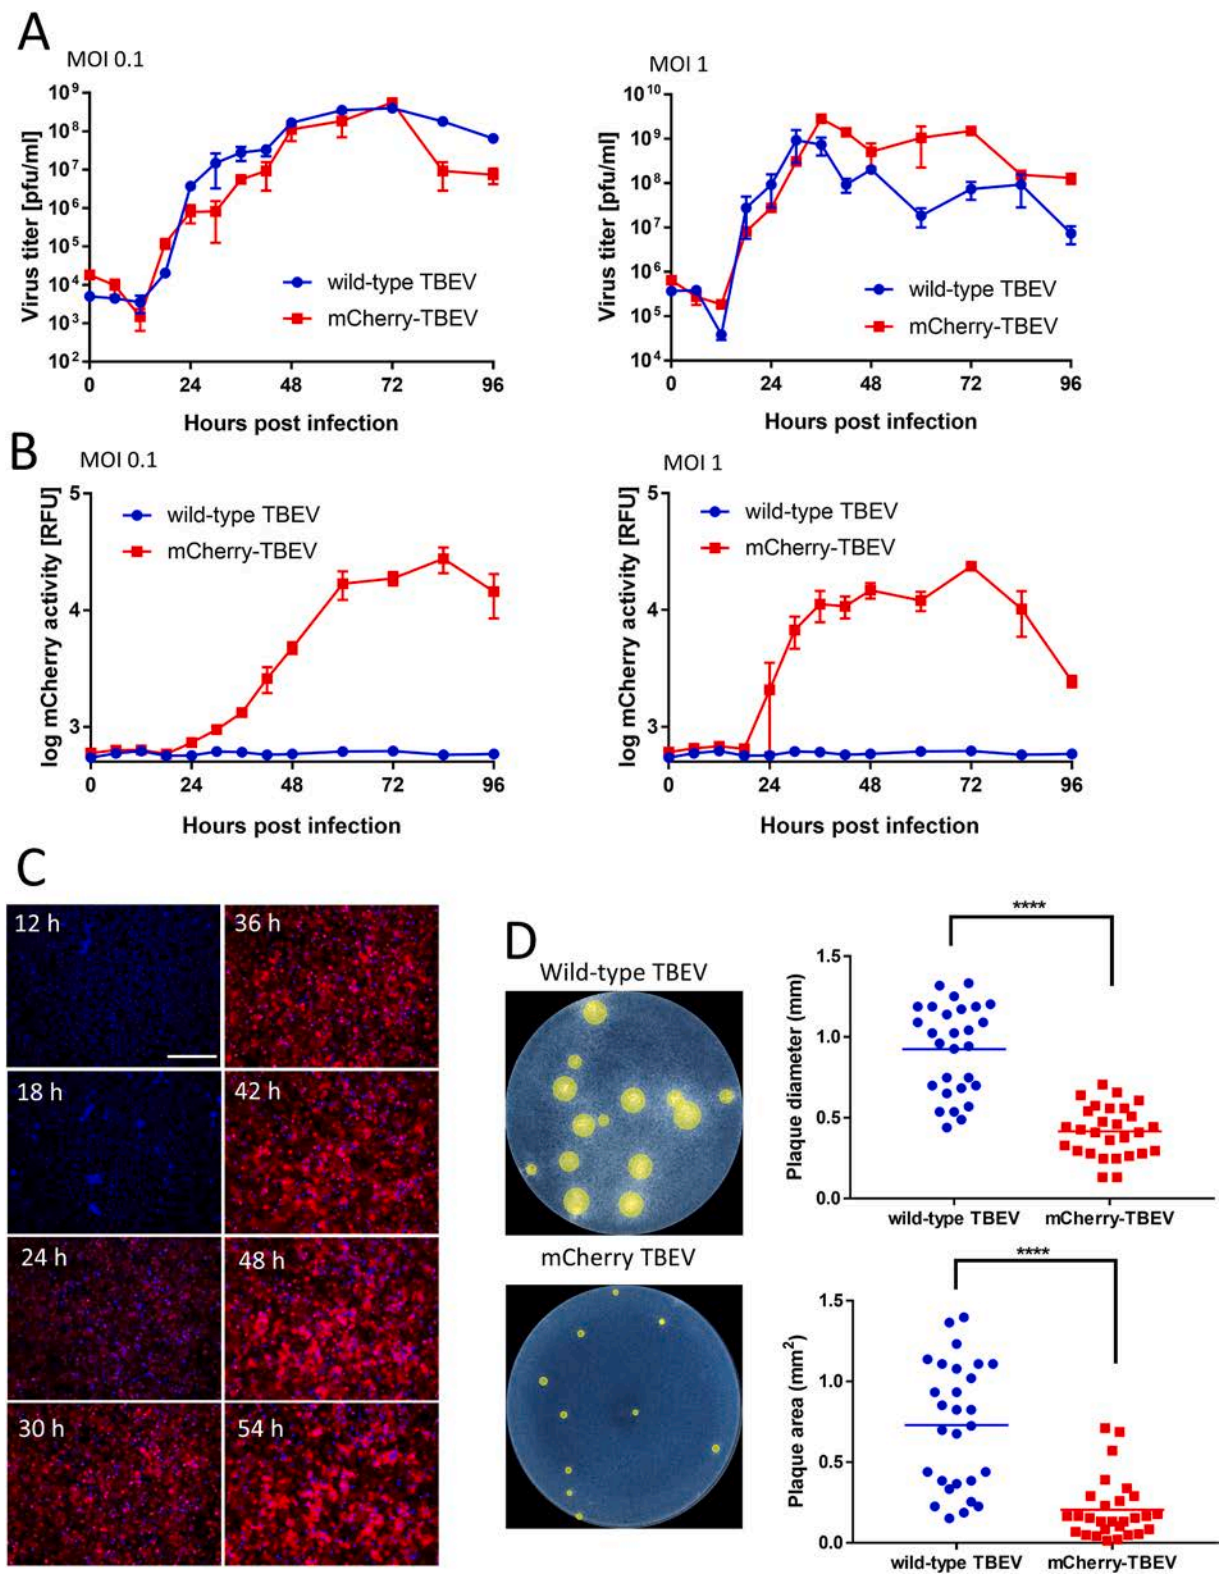 A
MOI 0.1
Virus titer [pfu/ml]
10⁹
10⁸
10⁷
10⁶
10⁵
10⁴
10³
10²
wild-type TBEV
mCherry-TBEV
0 24 48 72 96
Hours post infection
MOI 1
Virus titer [pfu/ml]
10¹⁰
10⁹
10⁸
10⁷
10⁶
10⁵
10⁴
wild-type TBEV
mCherry-TBEV
0 24 48 72 96
Hours post infection
B
MOI 0.1
log mCherry activity [RFU]
5
4
3
wild-type TBEV
mCherry-TBEV
0 24 48 72 96
Hours post infection
MOI 1
log mCherry activity [RFU]
5
4
3
wild-type TBEV
mCherry-TBEV
0 24 48 72 96
Hours post infection
C
12 h
36 h
18 h
42 h
24 h
48 h
30 h
54 h
D
Wild-type TBEV
mCherry TBEV
****
Plaque diameter (mm)
1.5
1.0
0.5
0.0
wild-type TBEV mCherry-TBEV
****
Plaque area (mm²)
1.5
1.0
0.5
0.0
wild-type TBEV mCherry-TBEV